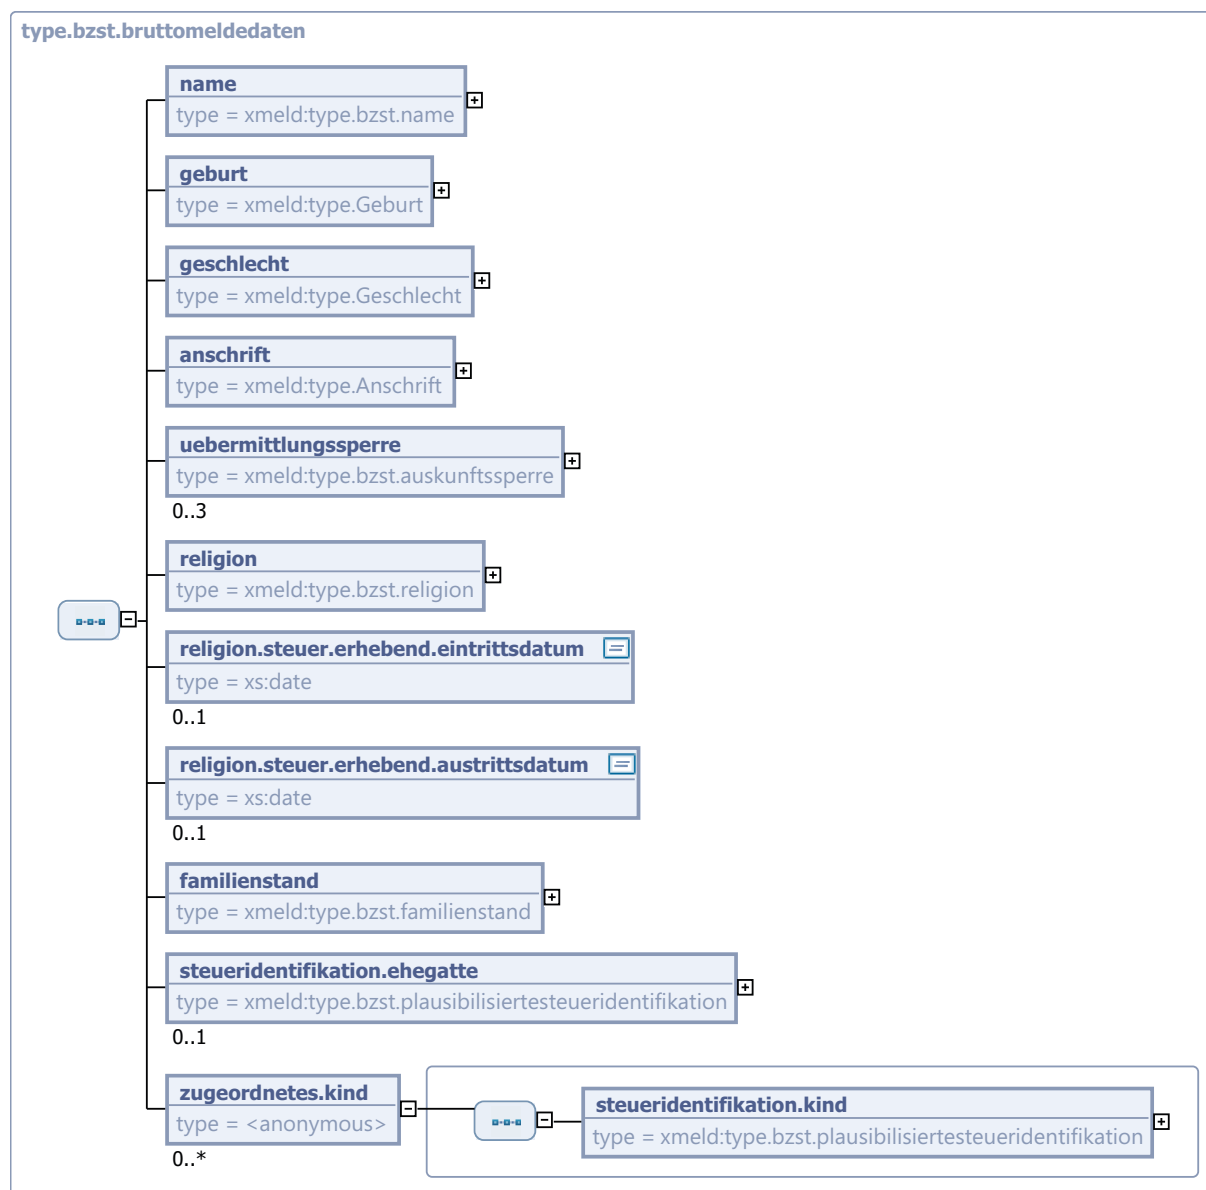 type.bzst.bruttomeldedaten
name
type = xmeld:type.bzst.name
geburt
type = xmeld:type.Geburt
geschlecht
type = xmeld:type.Geschlecht
anschrift
type = xmeld:type.Anschrift
uebermittlungssperre
type = xmeld:type.bzst.auskunftssperre
0..3
religion
type = xmeld:type.bzst.religion
religion.steuer.erhebend.eintrittsdatum
type = xs:date
0..1
religion.steuer.erhebend.austrittsdatum
type = xs:date
0..1
familienstand
type = xmeld:type.bzst.familienstand
steueridentifikation.ehegatte
type = xmeld:type.bzst.plausibilisiertesteueridentifikation
0..1
zugeordnetes.kind
type = <anonymous>
0..*
steueridentifikation.kind
type = xmeld:type.bzst.plausibilisiertesteueridentifikation